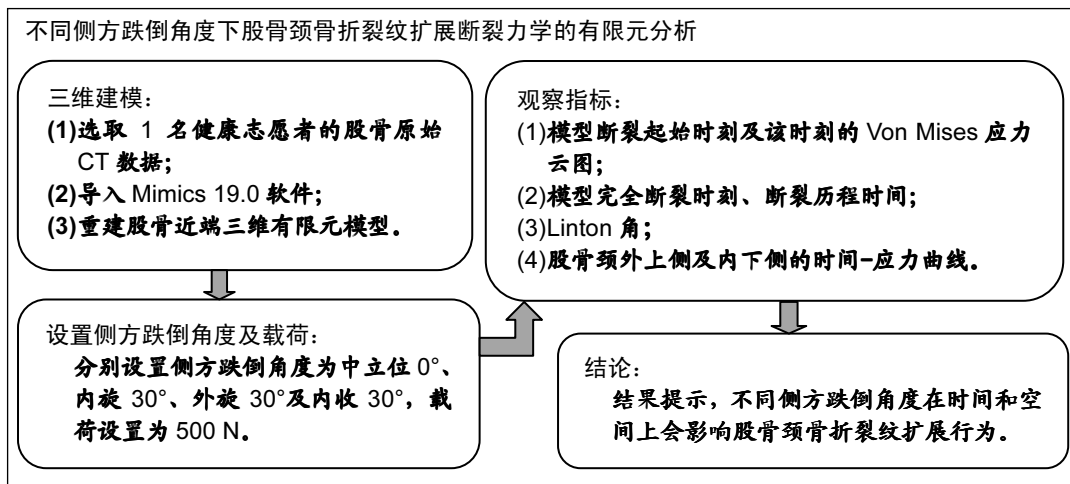 不同侧方跌倒角度下股骨颈骨折裂纹扩展断裂力学的有限元分析
三维建模：
(1)选取 1 名健康志愿者的股骨原始
CT 数据；
(2)导入 Mimics 19.0 软件；
(3)重建股骨近端三维有限元模型。
设置侧方跌倒角度及载荷：
分别设置侧方跌倒角度为中立位 0°、
内旋 30°、外旋 30°及内收 30°，载
荷设置为 500 N。
观察指标：
(1)模型断裂起始时刻及该时刻的 Von Mises 应力
云图；
(2)模型完全断裂时刻、断裂历程时间；
(3)Linton 角；
(4)股骨颈外上侧及内下侧的时间-应力曲线。
结论：
结果提示，不同侧方跌倒角度在时间和空
间上会影响股骨颈骨折裂纹扩展行为。